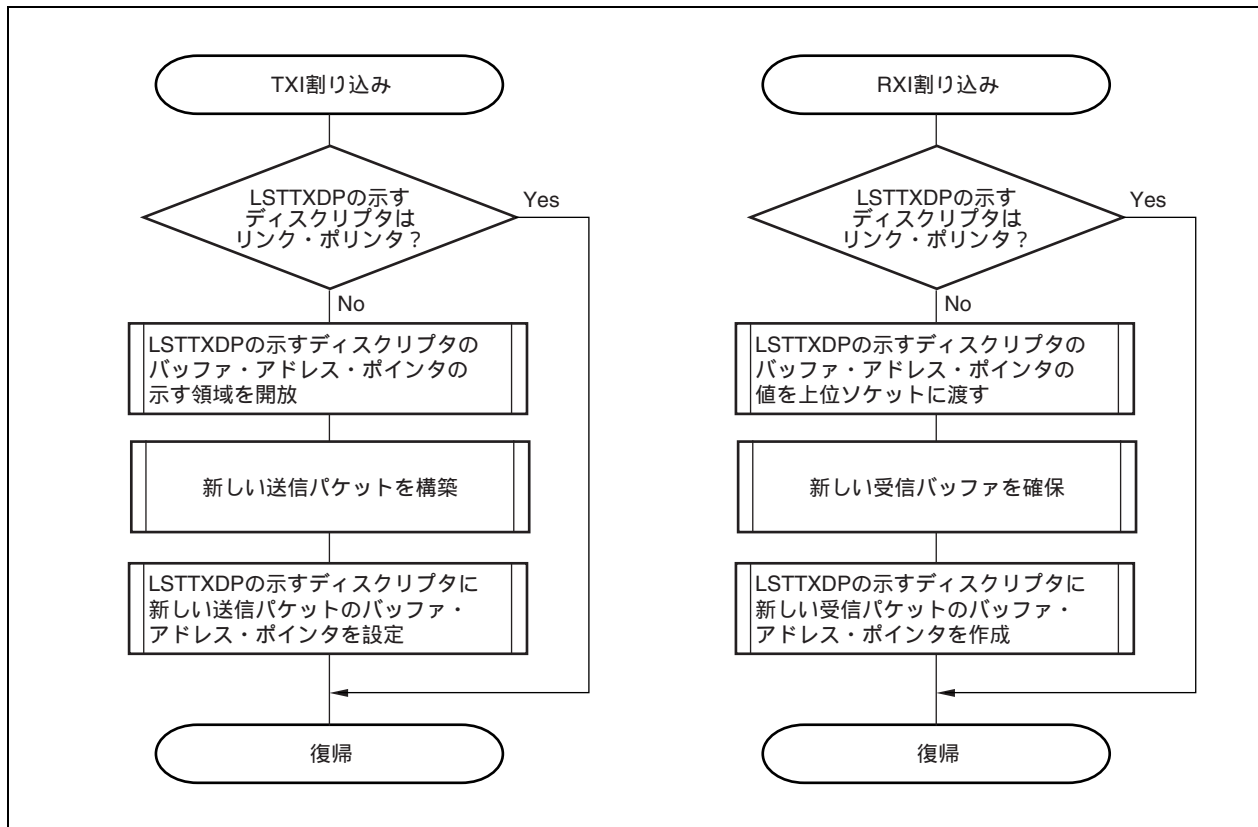 TXI割り込み
LSTTXDPの示す
ディスクリプタは
リンク・ポリンタ？
Yes
No
LSTTXDPの示すディスクリプタの
バッファ・アドレス・ポインタの
示す領域を開放
新しい送信パケットを構築
LSTTXDPの示すディスクリプタに
新しい送信パケットのバッファ・
アドレス・ポインタを設定
復帰
RXI割り込み
LSTTXDPの示す
ディスクリプタは
リンク・ポリンタ？
Yes
No
LSTTXDPの示すディスクリプタの
バッファ・アドレス・ポインタの
値を上位ソケットに渡す
新しい受信バッファを確保
LSTTXDPの示すディスクリプタに
新しい受信パケットのバッファ・
アドレス・ポインタを作成
復帰